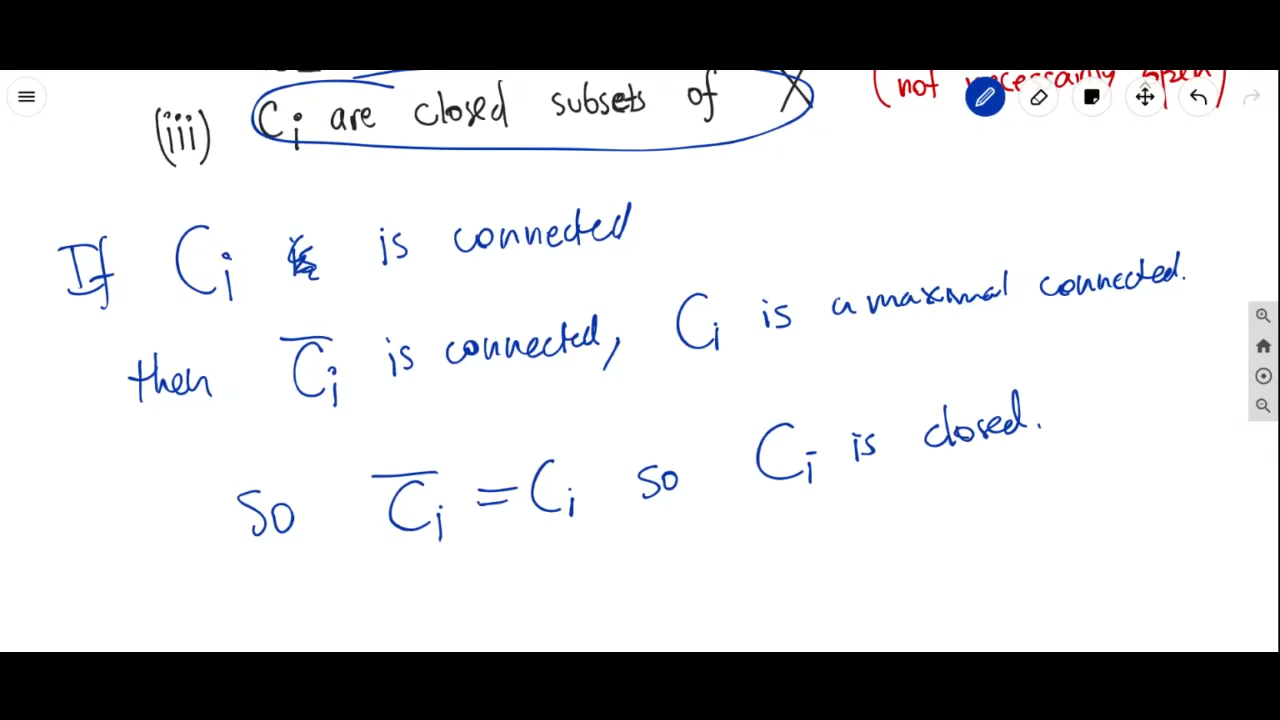 (iii) Ci are closed subsets of X (not necessarily open)
If Ci is connected
then C̅i is connected, Ci is a maximal connected.
So C̅i = Ci so Ci is closed.